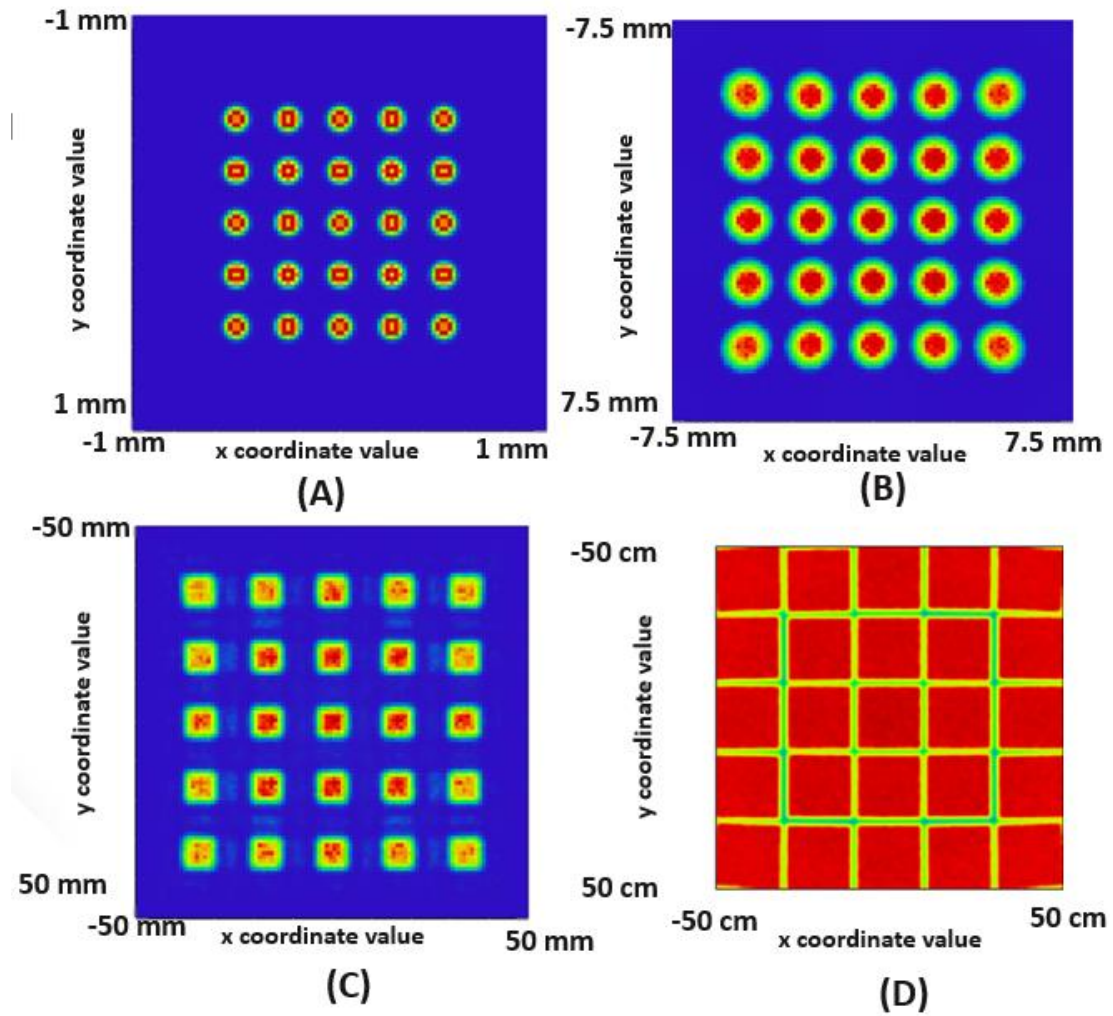 -1 mm
y coordinate value
1 mm
-1 mm
x coordinate value
1 mm
(A)
-7.5 mm
y coordinate value
7.5 mm
-7.5 mm
x coordinate value
7.5 mm
(B)
-50 mm
y coordinate value
50 mm
-50 mm
x coordinate value
50 mm
(C)
-50 cm
y coordinate value
50 cm
-50 cm
x coordinate value
50 cm
(D)